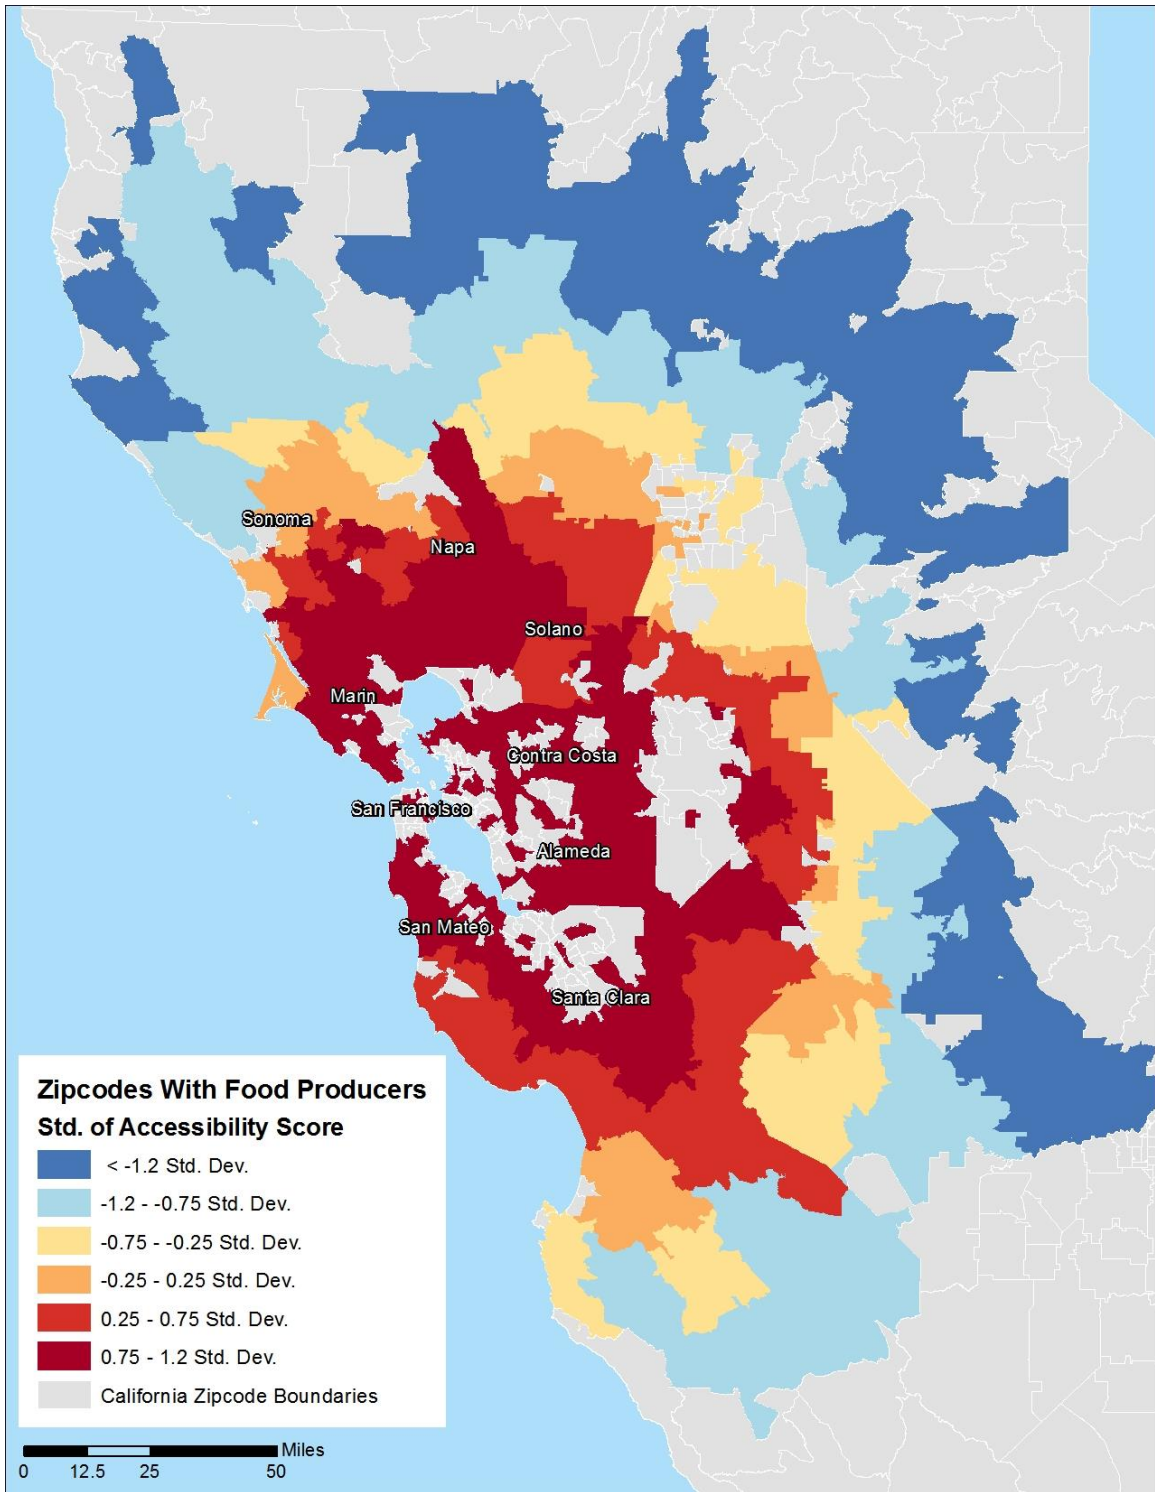 Sonoma
Napa
Solano
Marin
Contra Costa
San Francisco
Alameda
San Mateo
Santa Clara
Zipcodes With Food Producers
Std. of Accessibility Score
< -1.2 Std. Dev.
-1.2 - -0.75 Std. Dev.
-0.75 - -0.25 Std. Dev.
-0.25 - 0.25 Std. Dev.
0.25 - 0.75 Std. Dev.
0.75 - 1.2 Std. Dev.
California Zipcode Boundaries
Miles
0 12.5 25 50